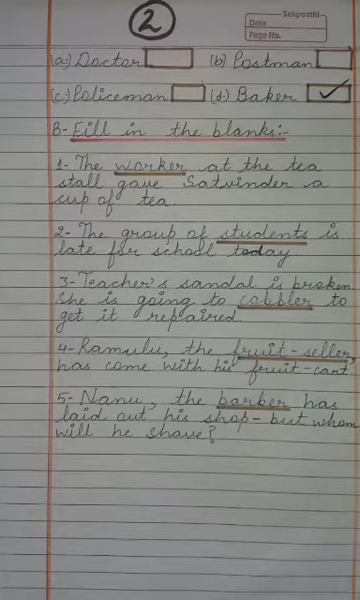 2
Sehpaathi
Date
Page No.
(a) Doctor (b) Postman
(c) Policeman (d) Baker ✓
B- Fill in the blanks:-
1- The worker at the tea
stall gave Satvinder a
cup of tea.
2- The group of students is
late for school today
3- Teacher's sandal is broken.
She is going to cobbler to
get it repaired.
4- Ramulu, the fruit-seller,
has come with his fruit-cart.
5- Nanu, the barber has
laid out his shop- but whom
will he shave?